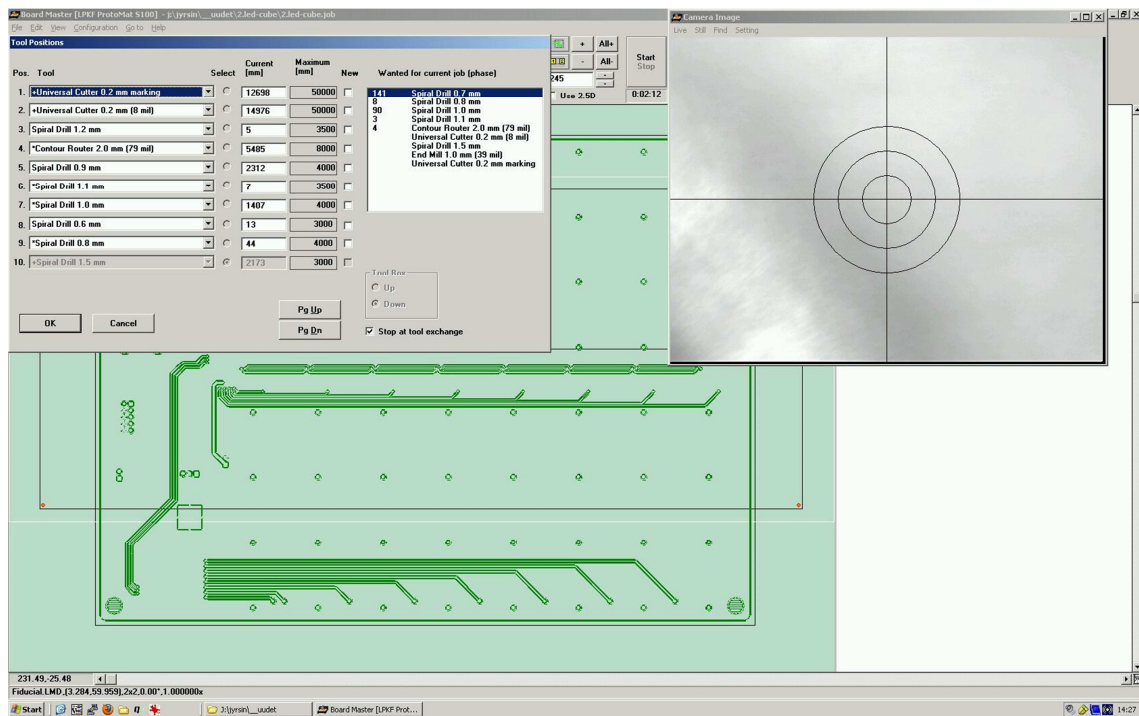 Board Master [LPKF ProtoMat S100] - j:\jyrsin\__uudet\2.led-cube\2.led-cube.job
File Edit View Configuration Go to Help
Tool Positions
Pos. Tool Select Current [mm] Maximum [mm] New Wanted for current job (phase)
1. +Universal Cutter 0.2 mm marking 12698 50000
2. +Universal Cutter 0.2 mm (8 mil) 14976 50000
3. Spiral Drill 1.2 mm 5 3500
4. *Contour Router 2.0 mm (79 mil) 5485 8000
5. Spiral Drill 0.9 mm 2312 4000
6. *Spiral Drill 1.1 mm 7 3500
7. *Spiral Drill 1.0 mm 1407 4000
8. Spiral Drill 0.6 mm 13 3000
9. *Spiral Drill 0.8 mm 44 4000
10. +Spiral Drill 1.5 mm 2173 3000
141 Spiral Drill 0.7 mm
8 Spiral Drill 0.8 mm
90 Spiral Drill 1.0 mm
3 Spiral Drill 1.1 mm
4 Contour Router 2.0 mm (79 mil)
Universal Cutter 0.2 mm (8 mil)
Spiral Drill 1.5 mm
End Mill 1.0 mm (39 mil)
Universal Cutter 0.2 mm marking
Tool Box
Up
Down
Stop at tool exchange
Pg Up
Pg Dn
OK
Cancel
+ All+
- All-
245
Use 2.5D
Start
Stop
0:02:12
Camera Image
Live Still Find Setting
231.49,-25.48
Fiducial.LMD,(3.284,59.959),2x2,0.00°,1.000000x
Start
J:\jyrsin\__uudet
Board Master [LPKF Prot...
14:27